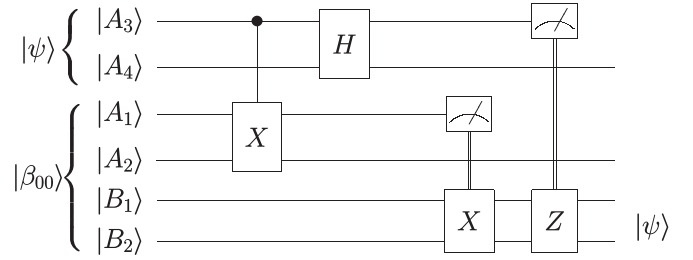 |ψ⟩ { |A₃⟩ H
|A₄⟩
|β₀₀⟩ { |A₁⟩ X
|A₂⟩
|B₁⟩ X Z |ψ⟩
|B₂⟩